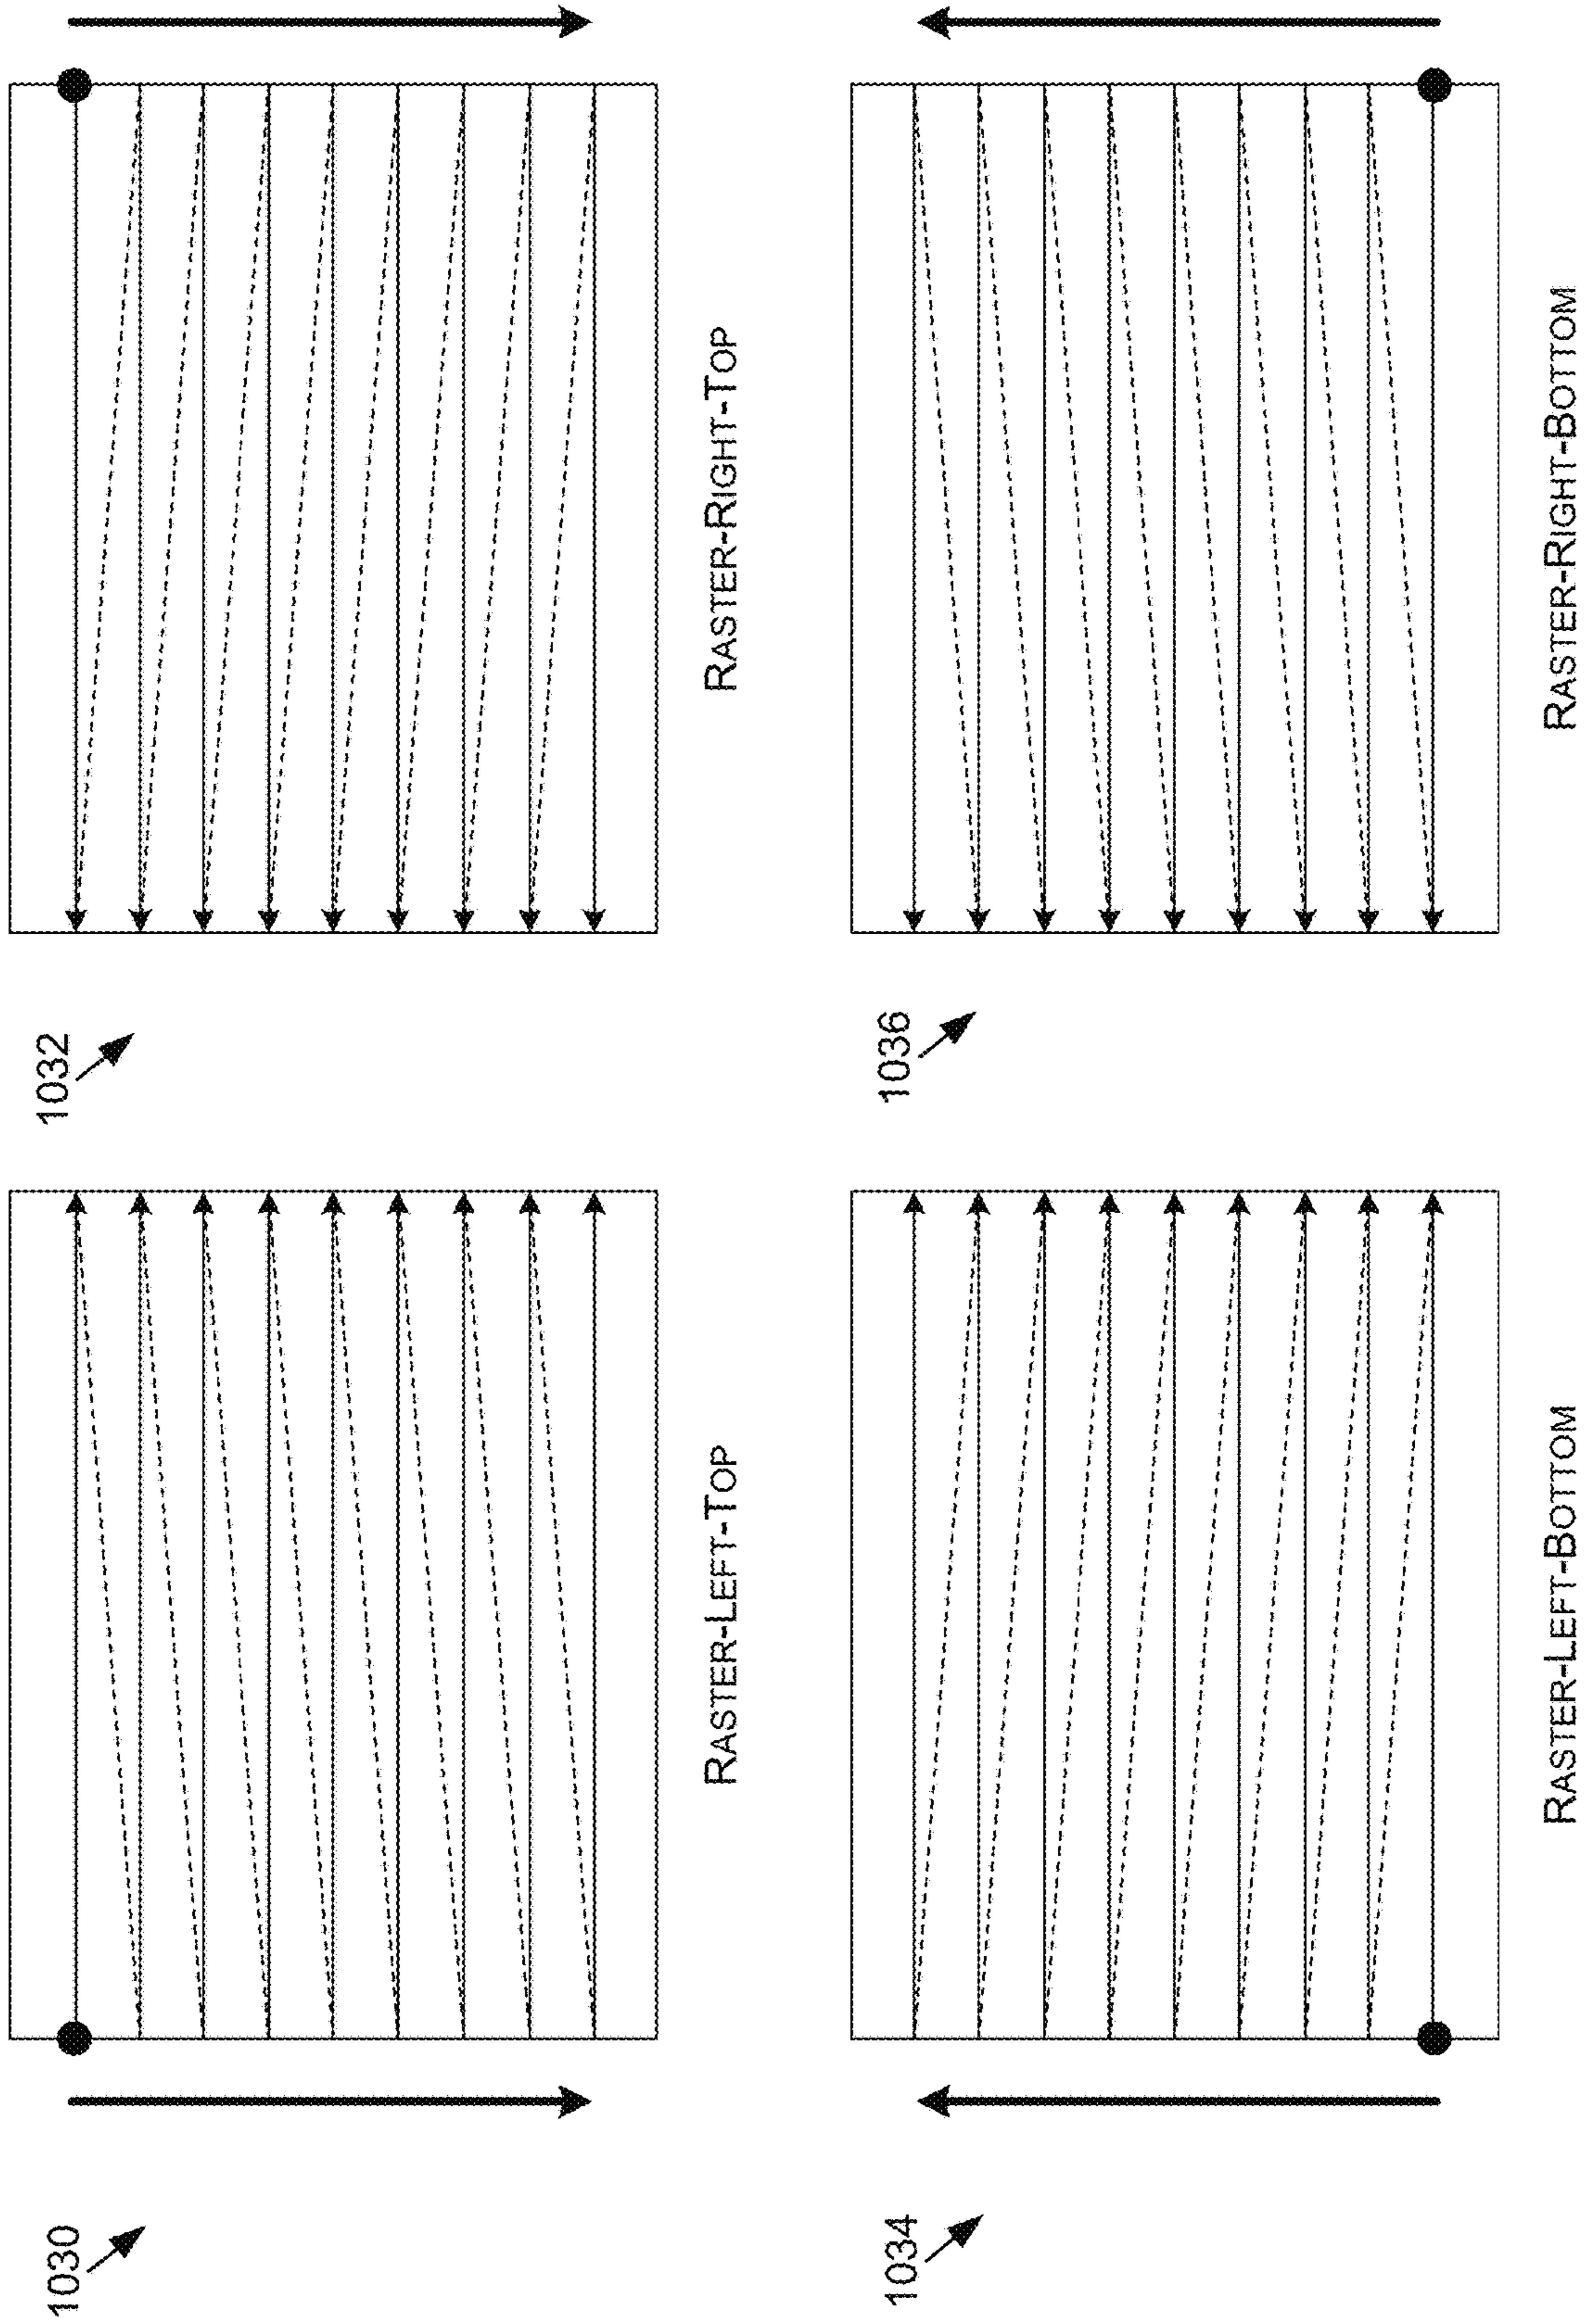 1030
1032
RASTER-LEFT-TOP
RASTER-RIGHT-TOP
1034
1036
RASTER-LEFT-BOTTOM
RASTER-RIGHT-BOTTOM